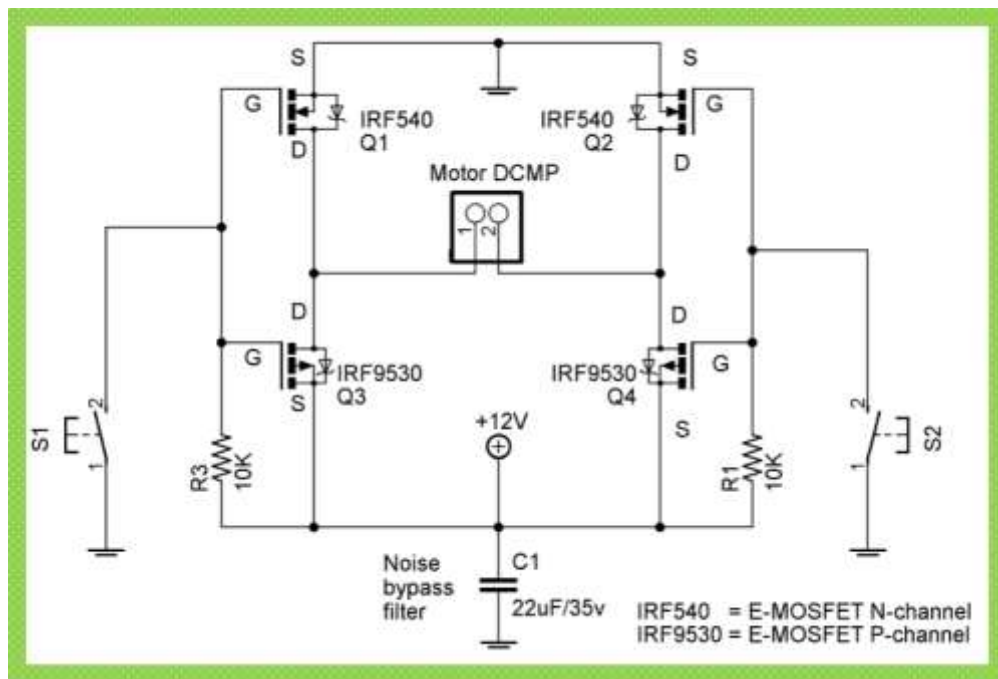 S
S
G
G
IRF540
Q1
IRF540
Q2
D
D
Motor DCMP
1
2
D
D
G
G
IRF9530
Q3
IRF9530
Q4
S
S
+12V
S1
2
1
R3
10K
R1
10K
2
1
S2
Noise
bypass
filter
C1
22uF/35v
IRF540 = E-MOSFET N-channel
IRF9530 = E-MOSFET P-channel